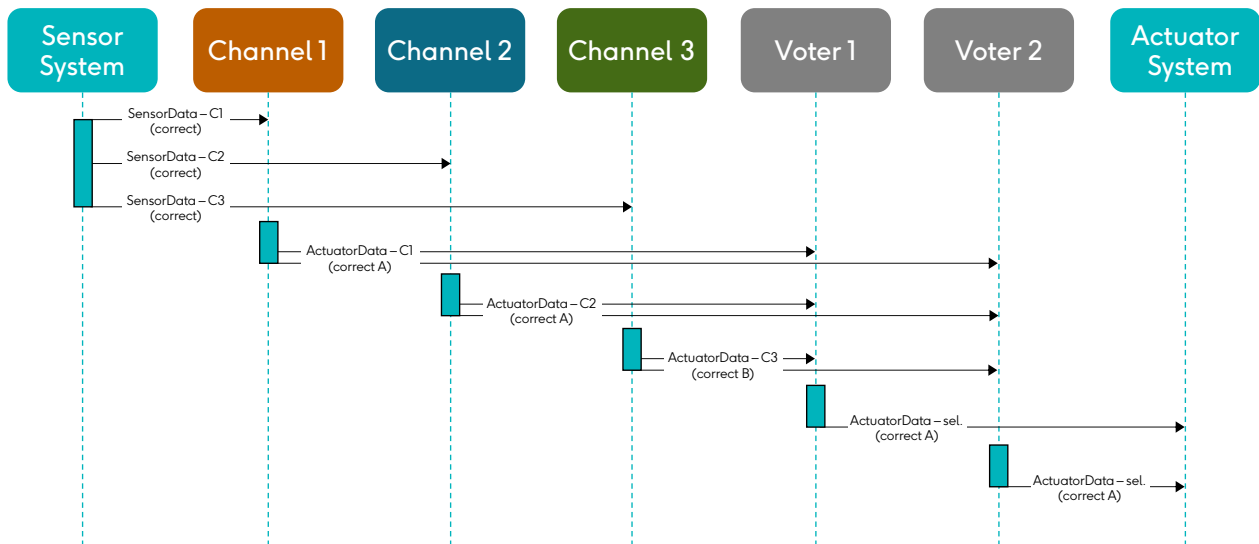 Sensor
System
Channel 1
Channel 2
Channel 3
Voter 1
Voter 2
Actuator
System
SensorData – C1
(correct)
SensorData – C2
(correct)
SensorData – C3
(correct)
ActuatorData – C1
(correct A)
ActuatorData – C2
(correct A)
ActuatorData – C3
(correct B)
ActuatorData – sel.
(correct A)
ActuatorData – sel.
(correct A)